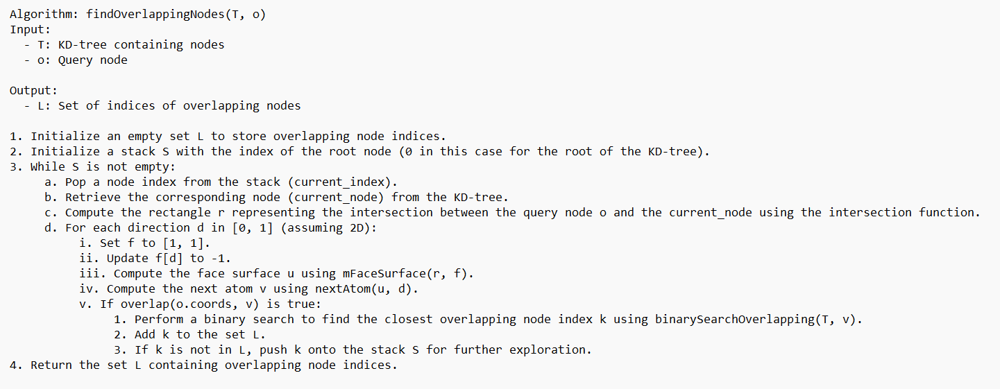 Algorithm: findOverlappingNodes(T, o)
Input:
  - T: KD-tree containing nodes
  - o: Query node

Output:
  - L: Set of indices of overlapping nodes

1. Initialize an empty set L to store overlapping node indices.
2. Initialize a stack S with the index of the root node (0 in this case for the root of the KD-tree).
3. While S is not empty:
     a. Pop a node index from the stack (current_index).
     b. Retrieve the corresponding node (current_node) from the KD-tree.
     c. Compute the rectangle r representing the intersection between the query node o and the current_node using the intersection function.
     d. For each direction d in [0, 1] (assuming 2D):
          i. Set f to [1, 1].
          ii. Update f[d] to -1.
          iii. Compute the face surface u using mFaceSurface(r, f).
          iv. Compute the next atom v using nextAtom(u, d).
          v. If overlap(o.coords, v) is true:
               1. Perform a binary search to find the closest overlapping node index k using binarySearchOverlapping(T, v).
               2. Add k to the set L.
               3. If k is not in L, push k onto the stack S for further exploration.
4. Return the set L containing overlapping node indices.